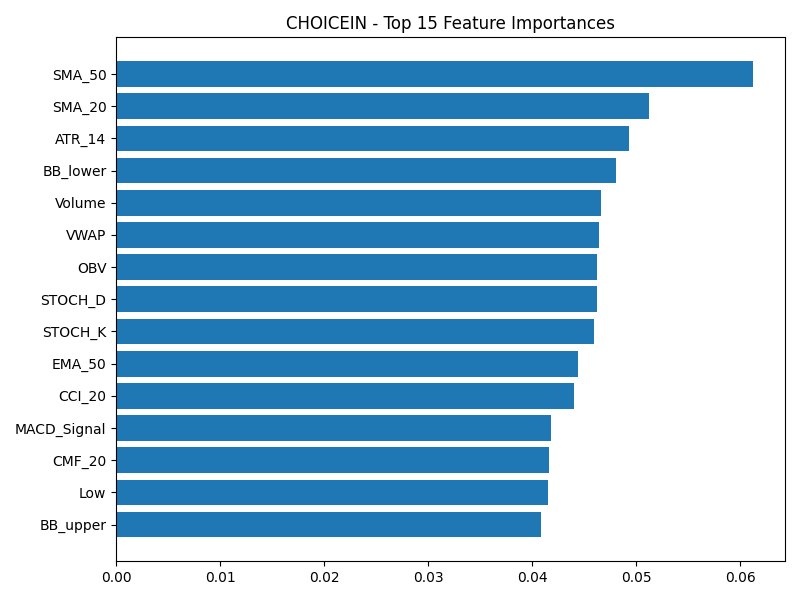 CHOICEIN - Top 15 Feature Importances
SMA_50
SMA_20
ATR_14
BB_lower
Volume
VWAP
OBV
STOCH_D
STOCH_K
EMA_50
CCI_20
MACD_Signal
CMF_20
Low
BB_upper
0.00 0.01 0.02 0.03 0.04 0.05 0.06